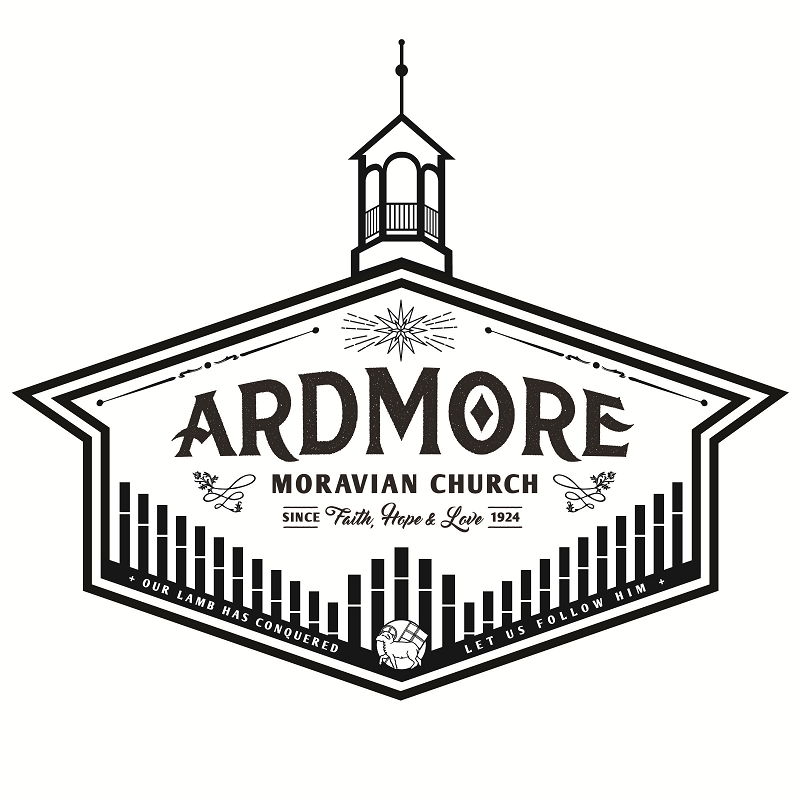 ARDMORE
MORAVIAN CHURCH
SINCE Faith, Hope & Love 1924
+ OUR LAMB HAS CONQUERED
LET US FOLLOW HIM +